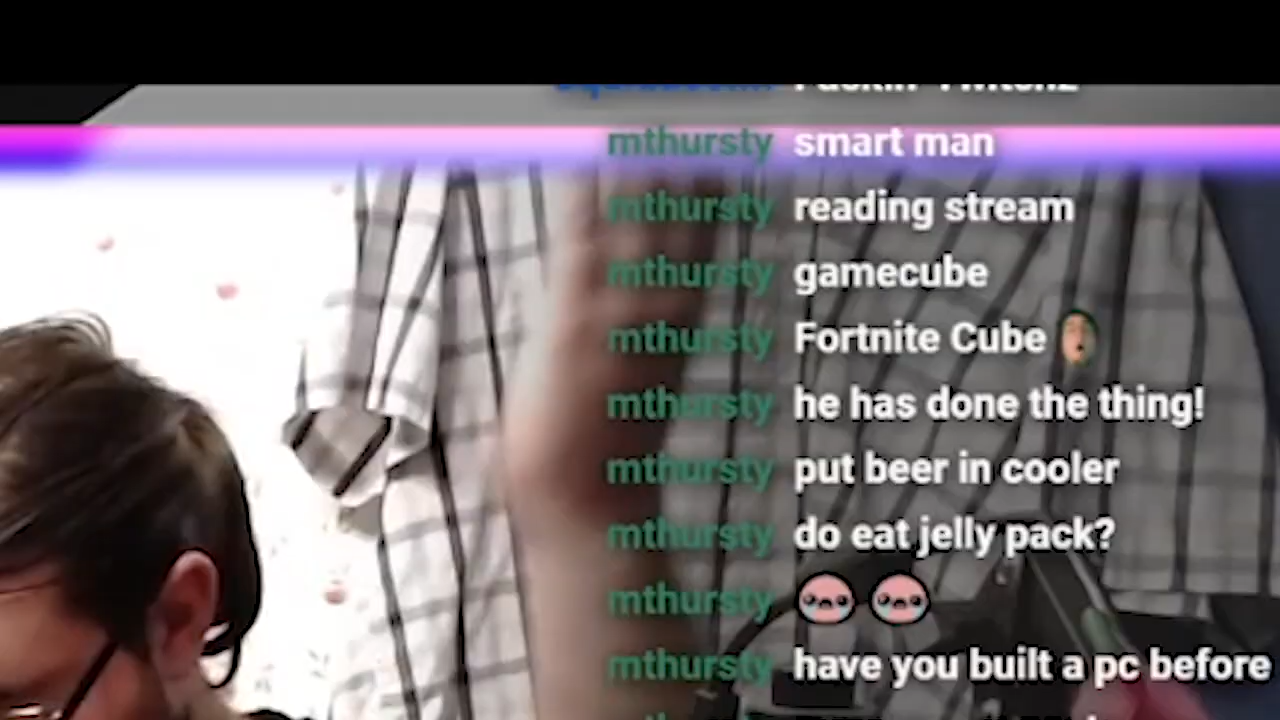 mthursty smart man
mthursty reading stream
mthursty gamecube
mthursty Fortnite Cube
mthursty he has done the thing!
mthursty put beer in cooler
mthursty do eat jelly pack?
mthursty
mthursty have you built a pc before